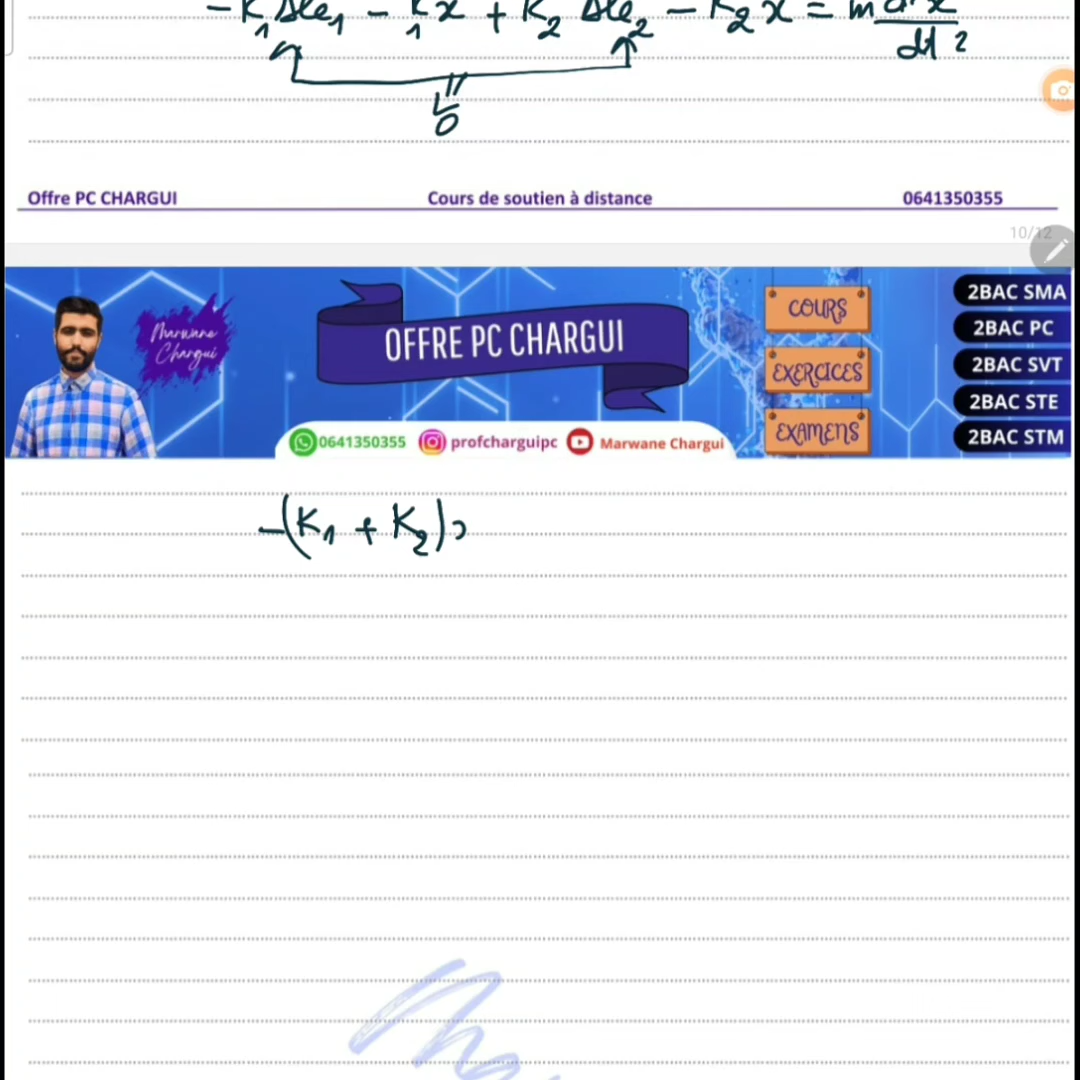 -K₁Δℓe₁ - K₁x + K₂Δℓe₂ - K₂x = m d²x
dt²
0
Offre PC CHARGUI Cours de soutien à distance 0641350355
10/12
Marwane Chargui
OFFRE PC CHARGUI
COURS
EXERCICES
EXAMENS
2BAC SMA
2BAC PC
2BAC SVT
2BAC STE
2BAC STM
0641350355 profcharguipc Marwane Chargui
-(K₁ + K₂)